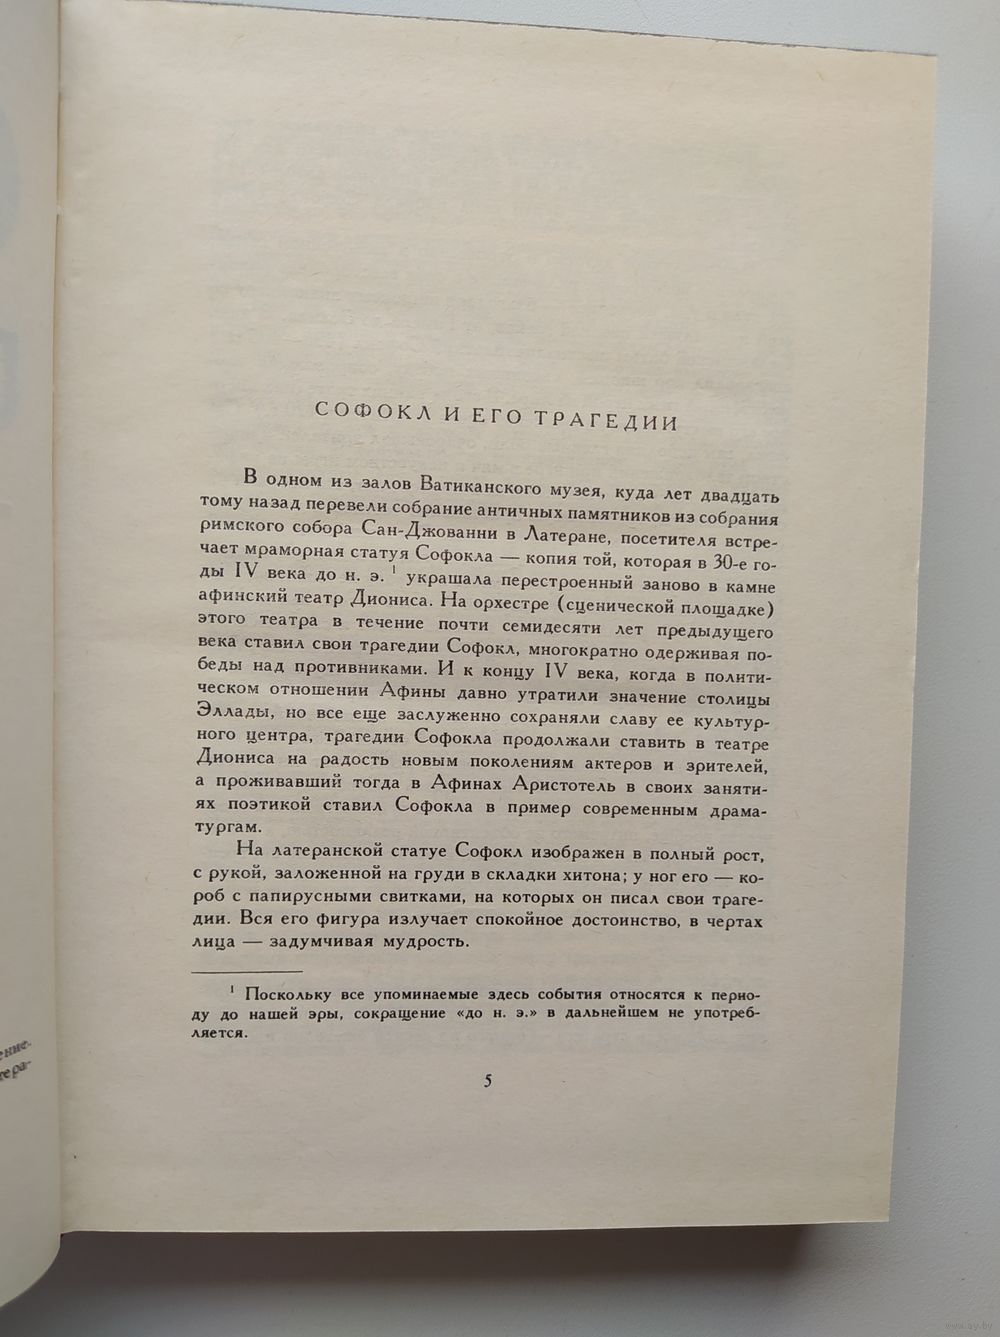 СОФОКЛ И ЕГО ТРАГЕДИИ
В одном из залов Ватиканского музея, куда лет двадцать
тому назад перевели собрание античных памятников из собрания
римского собора Сан-Джованни в Латеране, посетителя встре-
чает мраморная статуя Софокла — копия той, которая в 30-е го-
ды IV века до н. э. ¹ украшала перестроенный заново в камне
афинский театр Диониса. На орхестре (сценической площадке)
этого театра в течение почти семидесяти лет предыдущего
века ставил свои трагедии Софокл, многократно одерживая по-
беды над противниками. И к концу IV века, когда в полити-
ческом отношении Афины давно утратили значение столицы
Эллады, но все еще заслуженно сохраняли славу ее культур-
ного центра, трагедии Софокла продолжали ставить в театре
Диониса на радость новым поколениям актеров и зрителей,
а проживавший тогда в Афинах Аристотель в своих заняти-
ях поэтикой ставил Софокла в пример современным драма-
тургам.
На латеранской статуе Софокл изображен в полный рост,
с рукой, заложенной на груди в складки хитона; у ног его — ко-
роб с папирусными свитками, на которых он писал свои траге-
дии. Вся его фигура излучает спокойное достоинство, в чертах
лица — задумчивая мудрость.
¹ Поскольку все упоминаемые здесь события относятся к перио-
ду до нашей эры, сокращение «до н. э.» в дальнейшем не употреб-
ляется.
5
ение-
тера-
www.ay.by